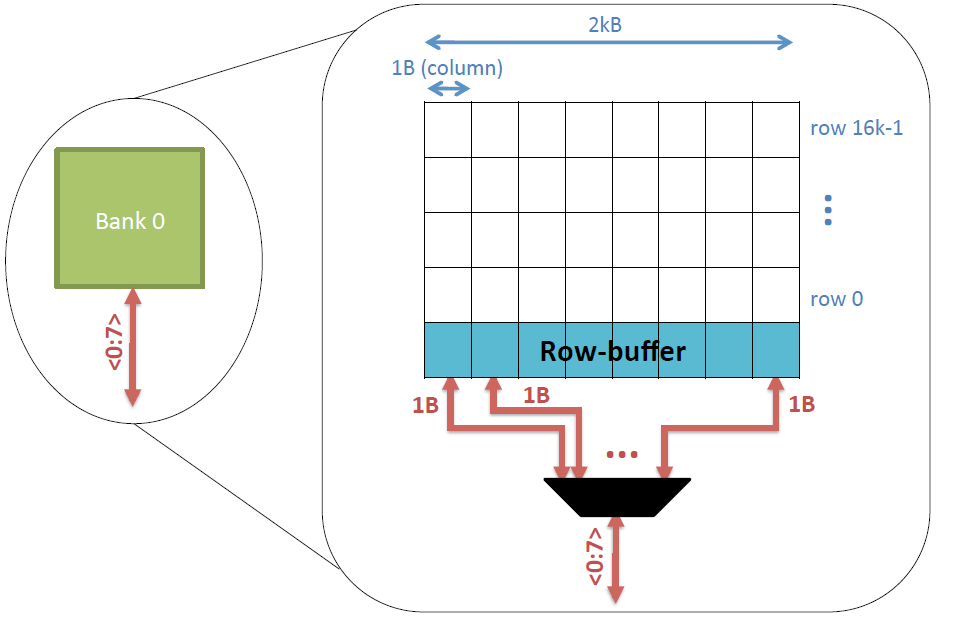 2kB
1B (column)
row 16k-1
Bank 0
row 0
<0:7>
Row-buffer
1B
1B
1B
...
<0:7>